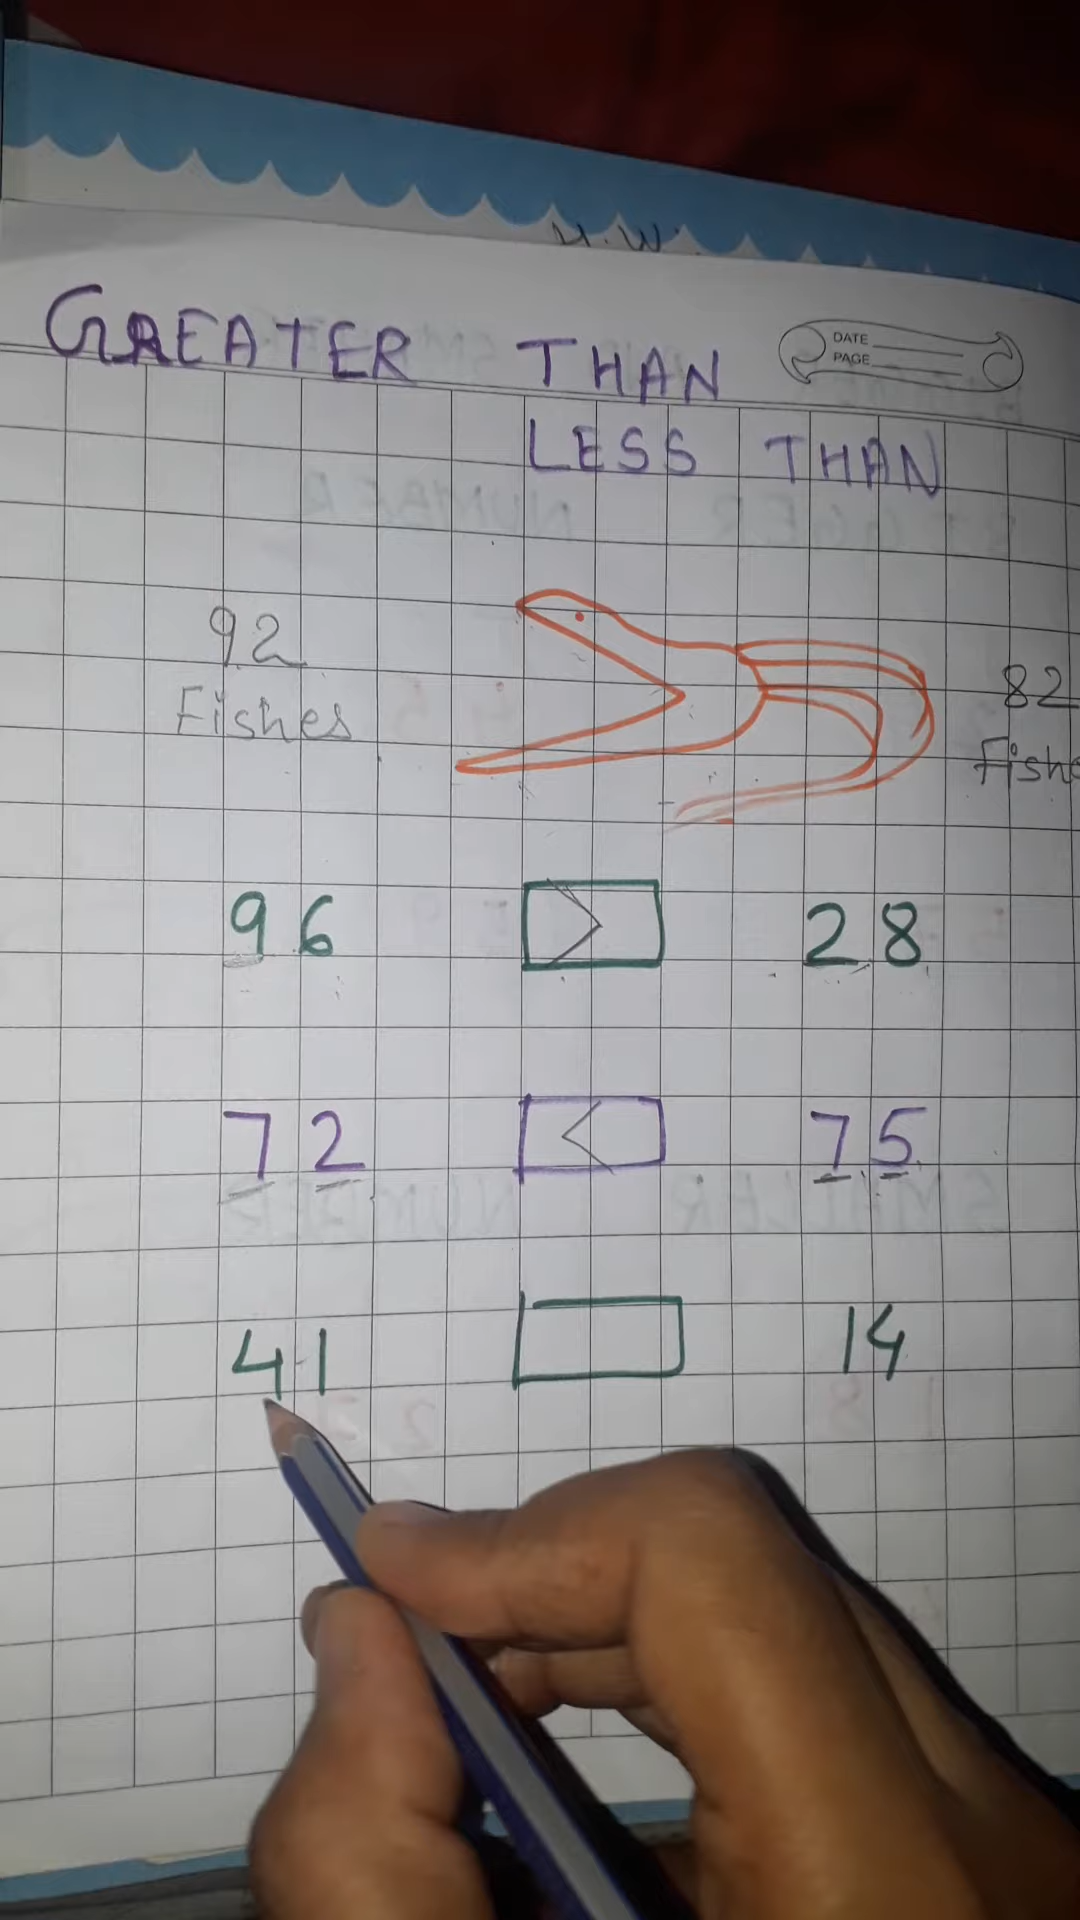 H.W.
GREATER THAN
DATE
PAGE
LESS THAN
92 82
Fishes
96 > 28
72 < 75
41 14